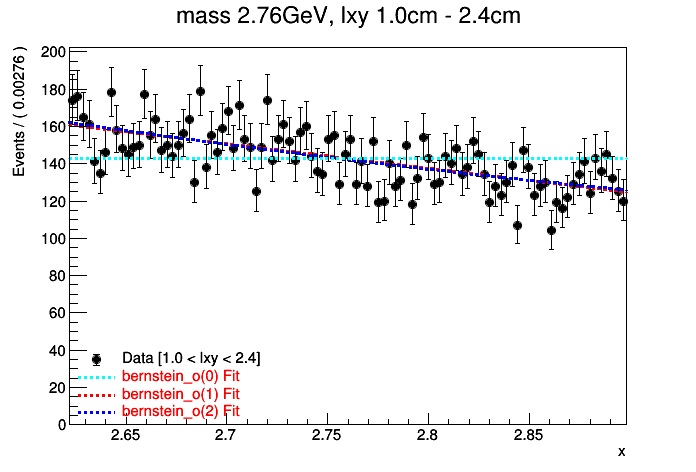 mass 2.76GeV, lxy 1.0cm - 2.4cm
Events / ( 0.00276 )
200
180
160
140
120
100
80
60
40
20
0
Data [1.0 < lxy < 2.4]
bernstein_o(0) Fit
bernstein_o(1) Fit
bernstein_o(2) Fit
2.65 2.7 2.75 2.8 2.85
x